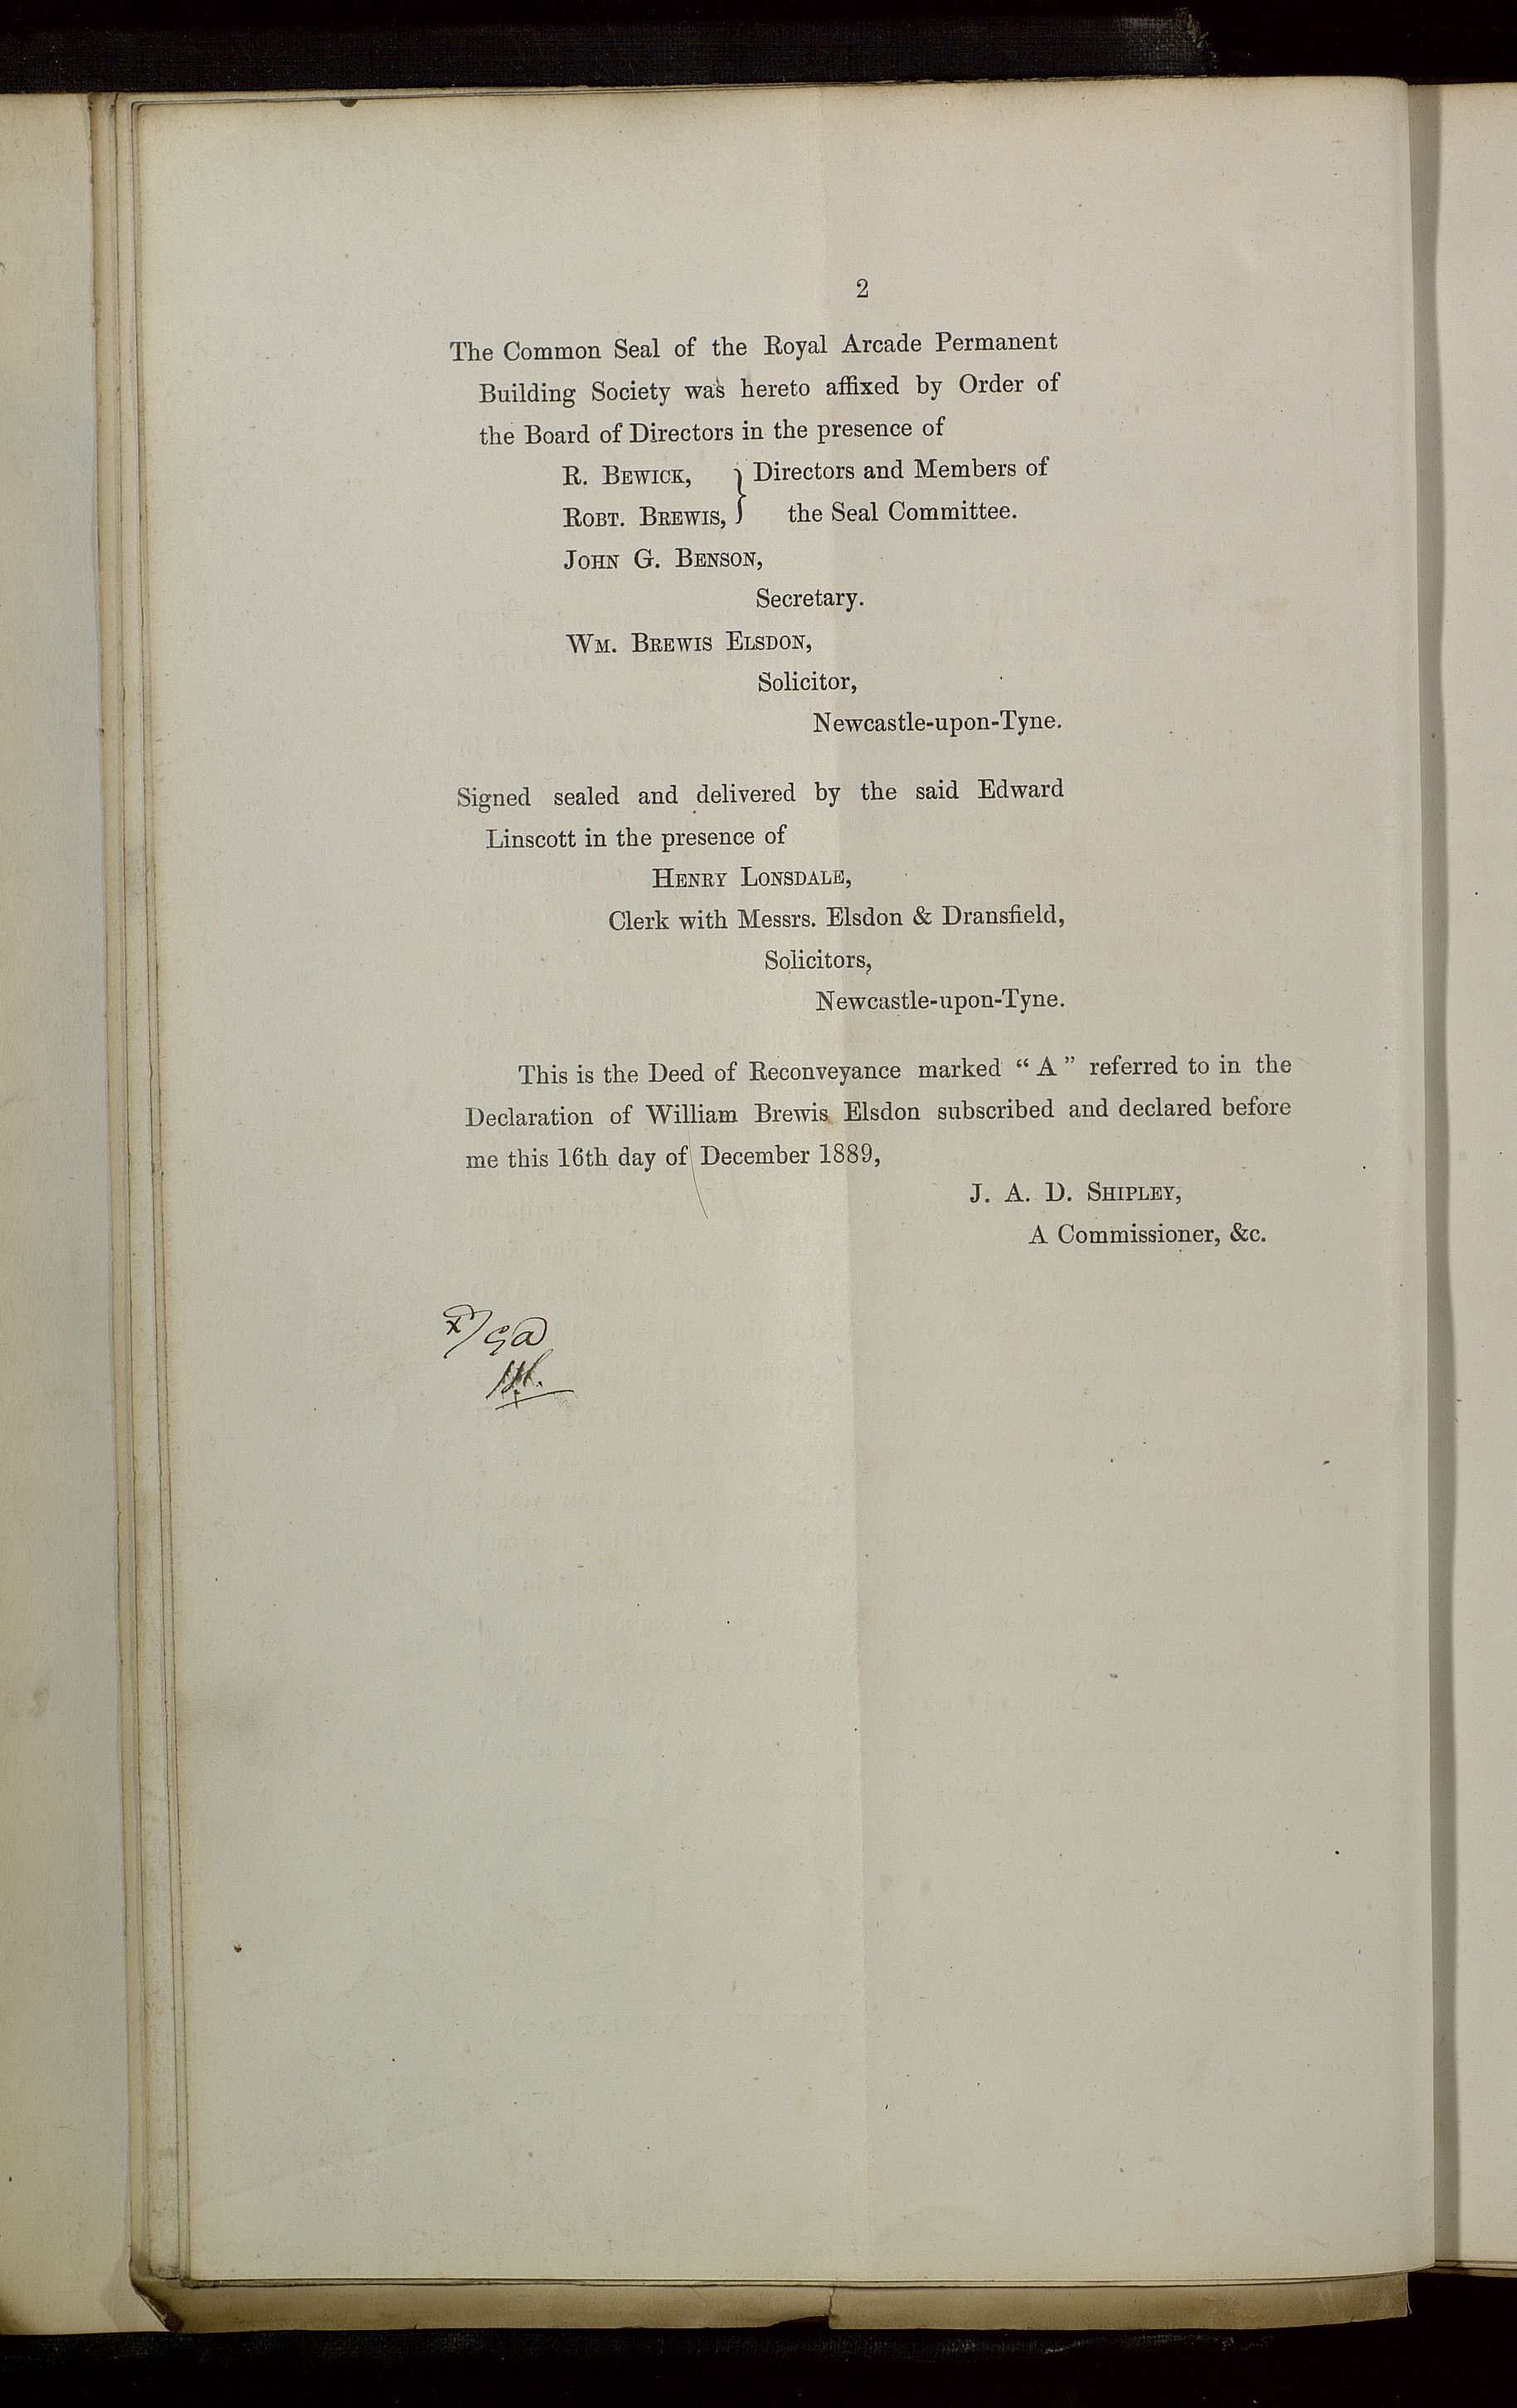 2
The Common Seal of the Royal Arcade Permanent
Building Society was hereto affixed by Order of
the Board of Directors in the presence of
R. BEWICK, } Directors and Members of
ROBT. BREWIS, } the Seal Committee.
JOHN G. BENSON,
Secretary.
WM. BREWIS ELSDON,
Solicitor,
Newcastle-upon-Tyne.
Signed sealed and delivered by the said Edward
Linscott in the presence of
HENRY LONSDALE,
Clerk with Messrs. Elsdon & Dransfield,
Solicitors,
Newcastle-upon-Tyne.
This is the Deed of Reconveyance marked “ A ” referred to in the
Declaration of William Brewis Elsdon subscribed and declared before
me this 16th day of December 1889,
J. A. D. SHIPLEY,
A Commissioner, &c.